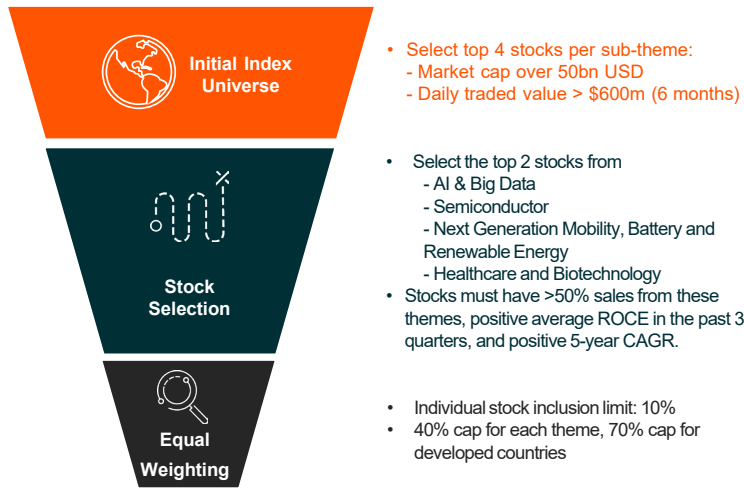 Initial Index
Universe
• Select top 4 stocks per sub-theme:
- Market cap over 50bn USD
- Daily traded value > $600m (6 months)
Stock
Selection
• Select the top 2 stocks from
- AI & Big Data
- Semiconductor
- Next Generation Mobility, Battery and
Renewable Energy
- Healthcare and Biotechnology
• Stocks must have >50% sales from these
themes, positive average ROCE in the past 3
quarters, and positive 5-year CAGR.
Equal
Weighting
• Individual stock inclusion limit: 10%
• 40% cap for each theme, 70% cap for
developed countries